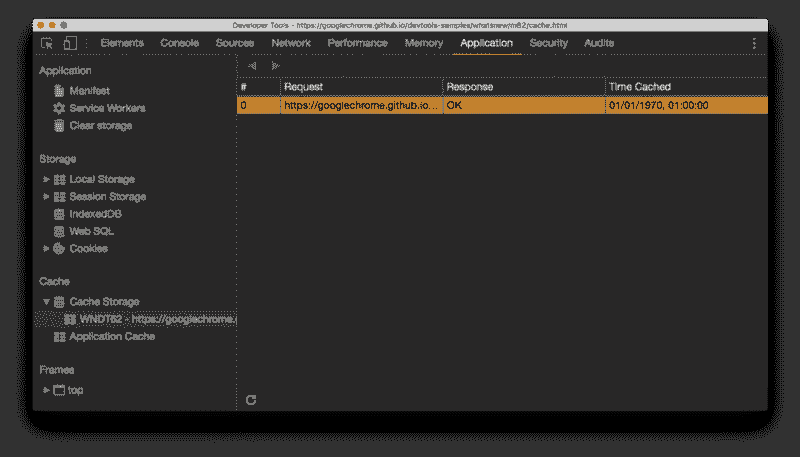 Developer Tools - https://googlechrome.github.io/devtools-samples/whatsnew/m62/cache.html
Elements Console Sources Network Performance Memory Application Security Audits
Application
Manifest
Service Workers
Clear storage
Storage
Local Storage
Session Storage
IndexedDB
Web SQL
Cookies
Cache
Cache Storage
WNDT62 - https://googlechrome.
Application Cache
Frames
top
# Request Response Time Cached
0 https://googlechrome.github.io... OK 01/01/1970, 01:00:00